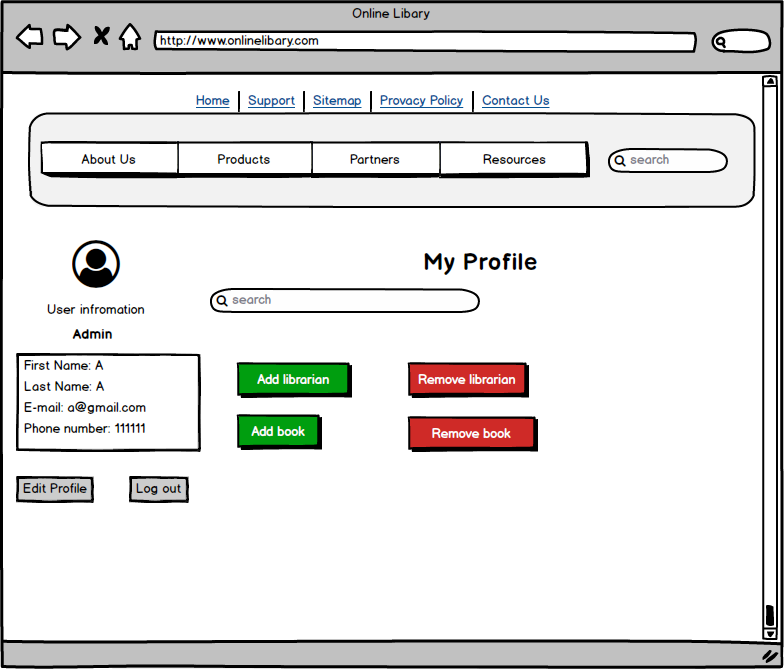 Online Libary
http://www.onlinelibary.com
Home Support Sitemap Provacy Policy Contact Us
About Us Products Partners Resources search
My Profile
search
User infromation
Admin
First Name: A
Last Name: A
E-mail: a@gmail.com
Phone number: 111111
Add librarian Remove librarian
Add book Remove book
Edit Profile Log out